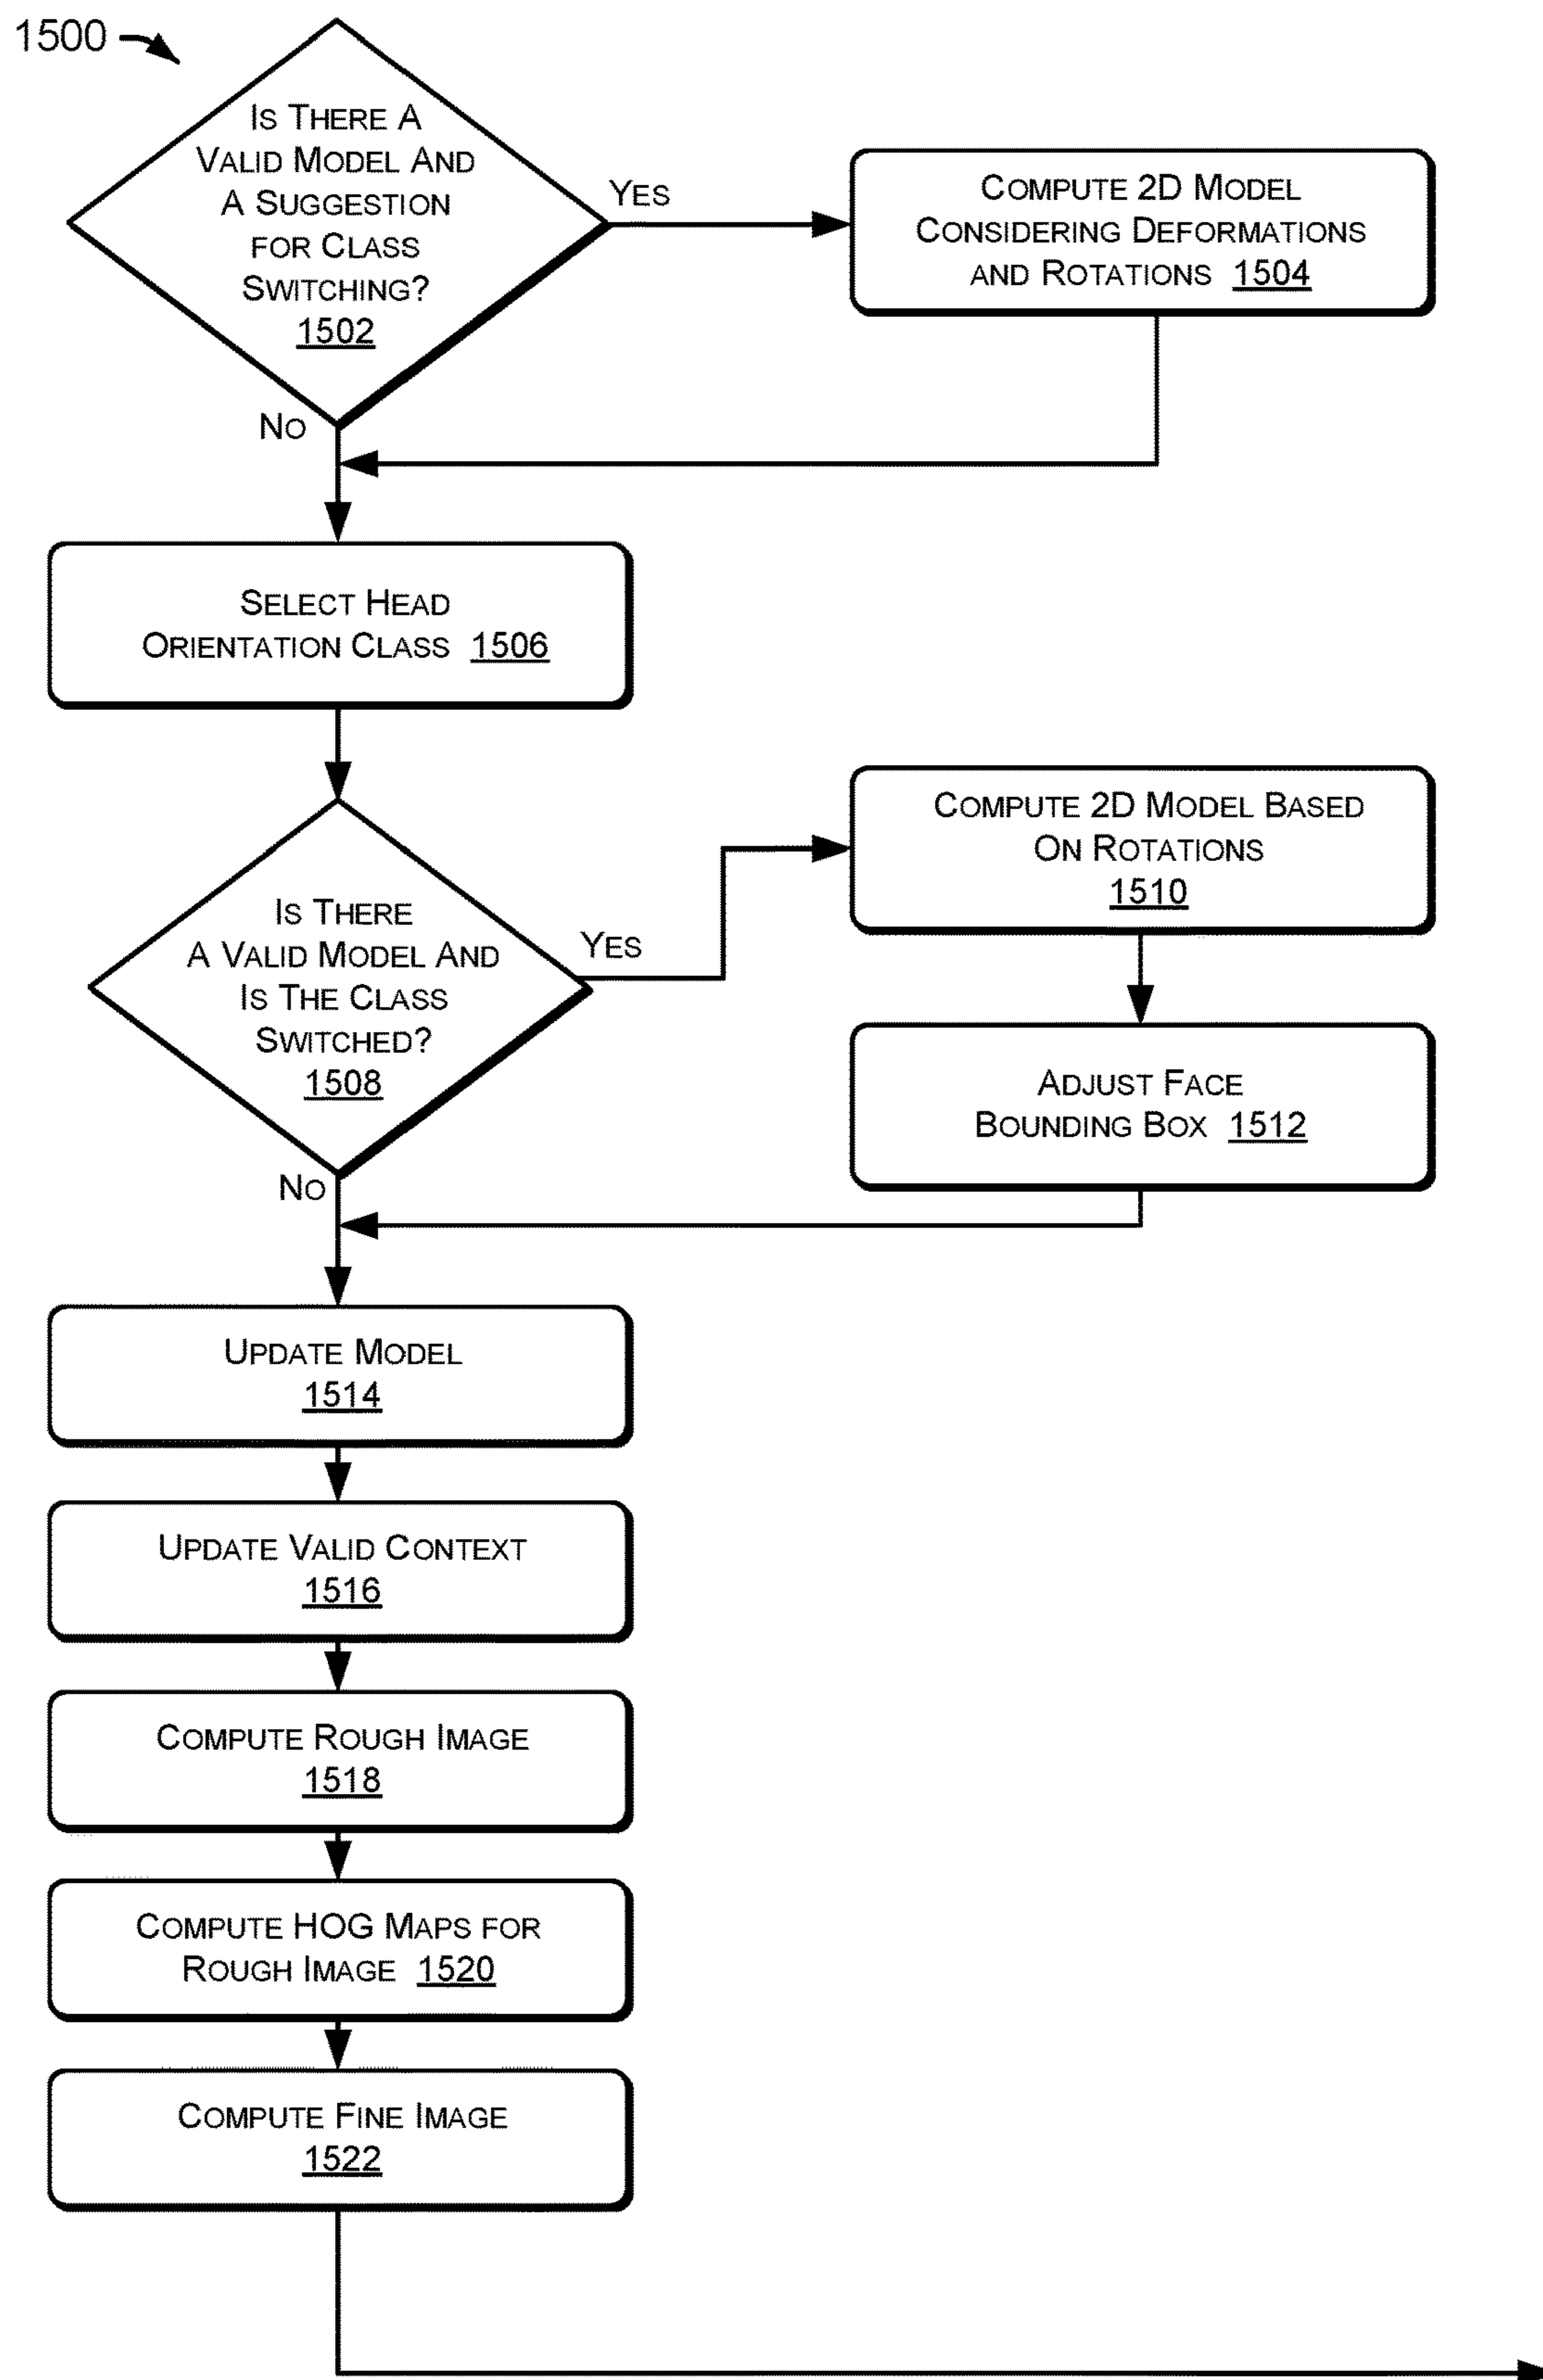 1500
IS THERE A
VALID MODEL AND
A SUGGESTION
FOR CLASS
SWITCHING?
1502
YES
COMPUTE 2D MODEL
CONSIDERING DEFORMATIONS
AND ROTATIONS 1504
NO
SELECT HEAD
ORIENTATION CLASS 1506
IS THERE
A VALID MODEL AND
IS THE CLASS
SWITCHED?
1508
YES
COMPUTE 2D MODEL BASED
ON ROTATIONS
1510
ADJUST FACE
BOUNDING BOX 1512
NO
UPDATE MODEL
1514
UPDATE VALID CONTEXT
1516
COMPUTE ROUGH IMAGE
1518
COMPUTE HOG MAPS FOR
ROUGH IMAGE 1520
COMPUTE FINE IMAGE
1522